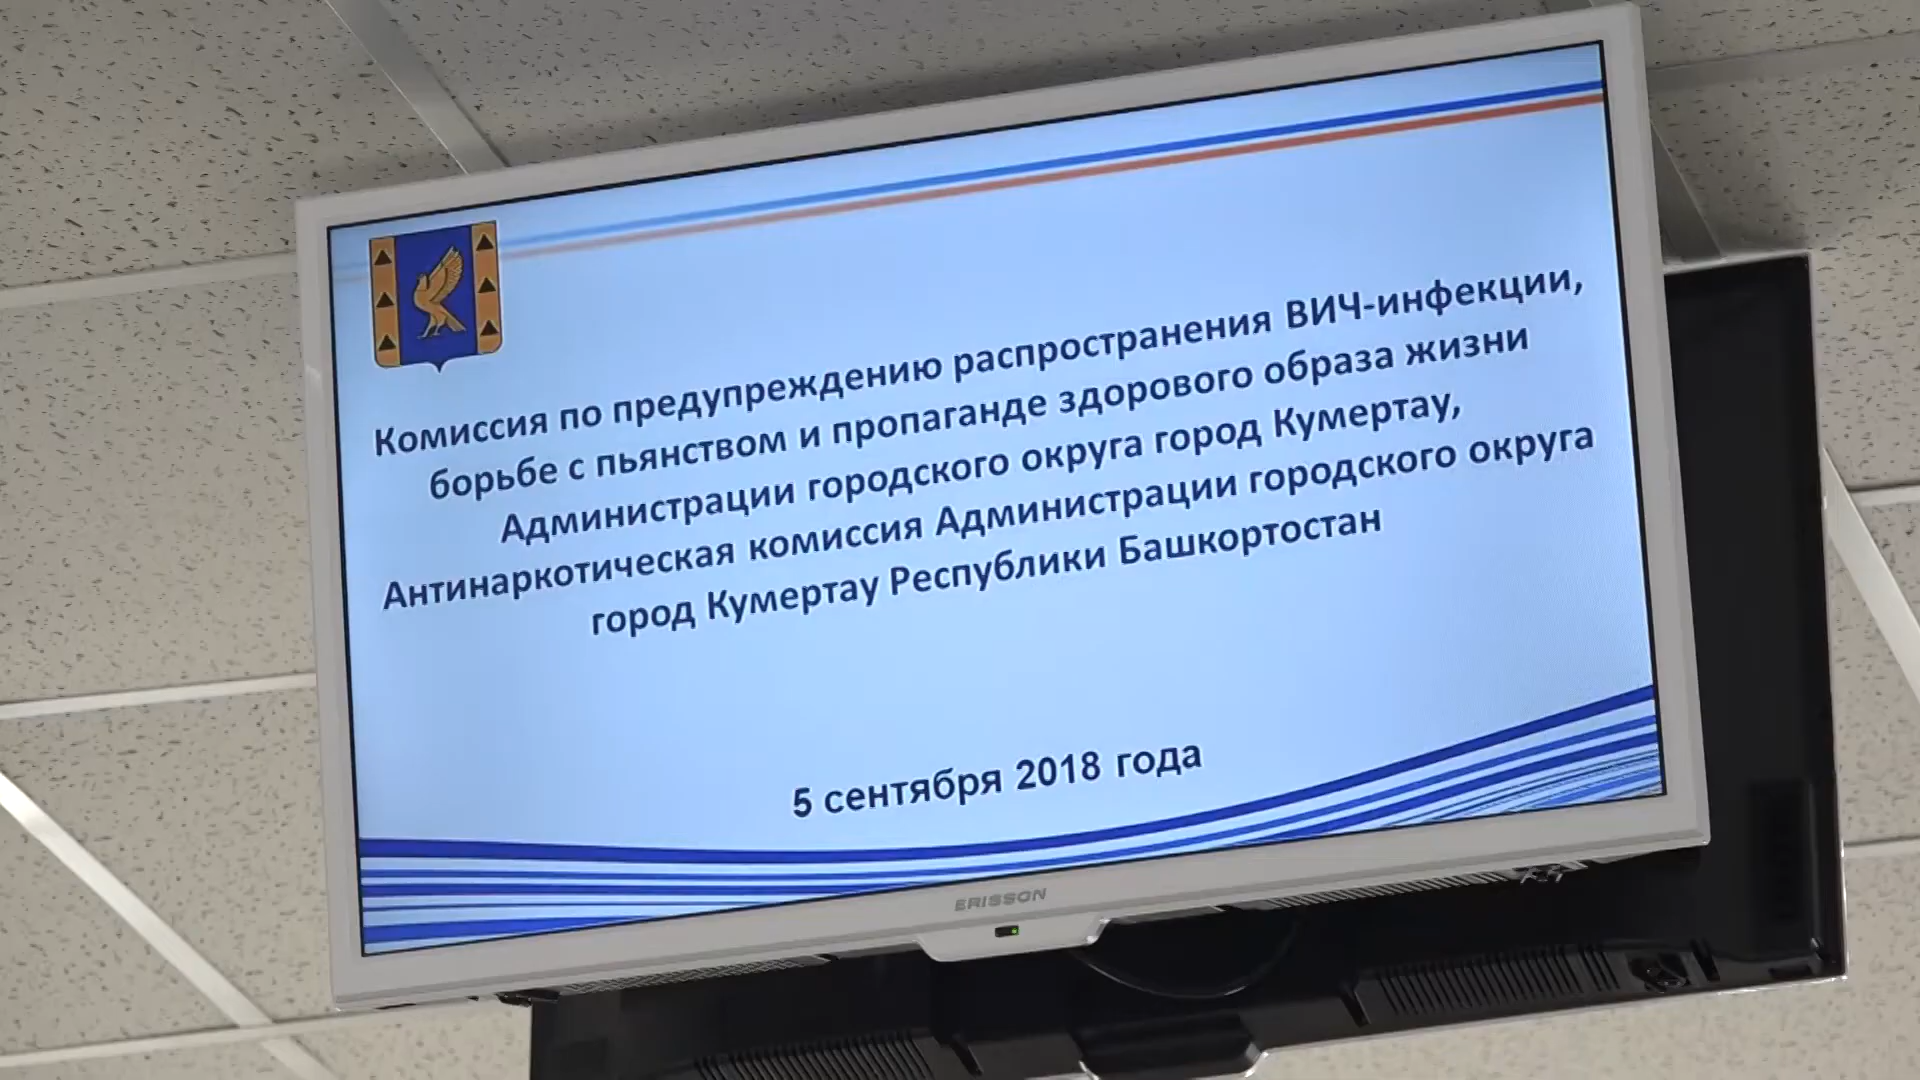 Комиссия по предупреждению распространения ВИЧ-инфекции,
борьбе с пьянством и пропаганде здорового образа жизни
Администрации городского округа город Кумертау,
Антинаркотическая комиссия Администрации городского округа
город Кумертау Республики Башкортостан
5 сентября 2018 года
ERISSON